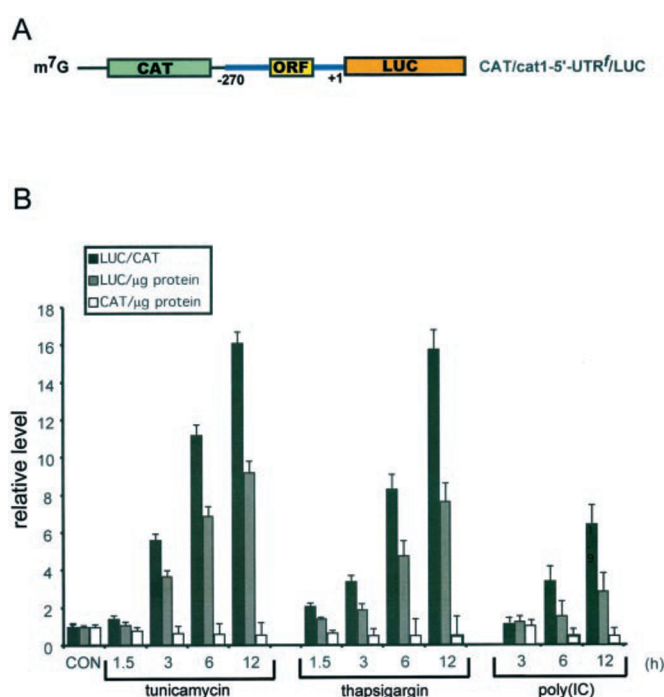 A
m⁷G CAT ORF LUC CAT/cat1-5'-UTRᶠ/LUC
-270 +1
B
LUC/CAT
LUC/µg protein
CAT/µg protein
relative level
18
16
14
12
10
8
6
4
2
0
CON 1.5 3 6 12 1.5 3 6 12 3 6 12 (h)
tunicamycin thapsigargin poly(IC)